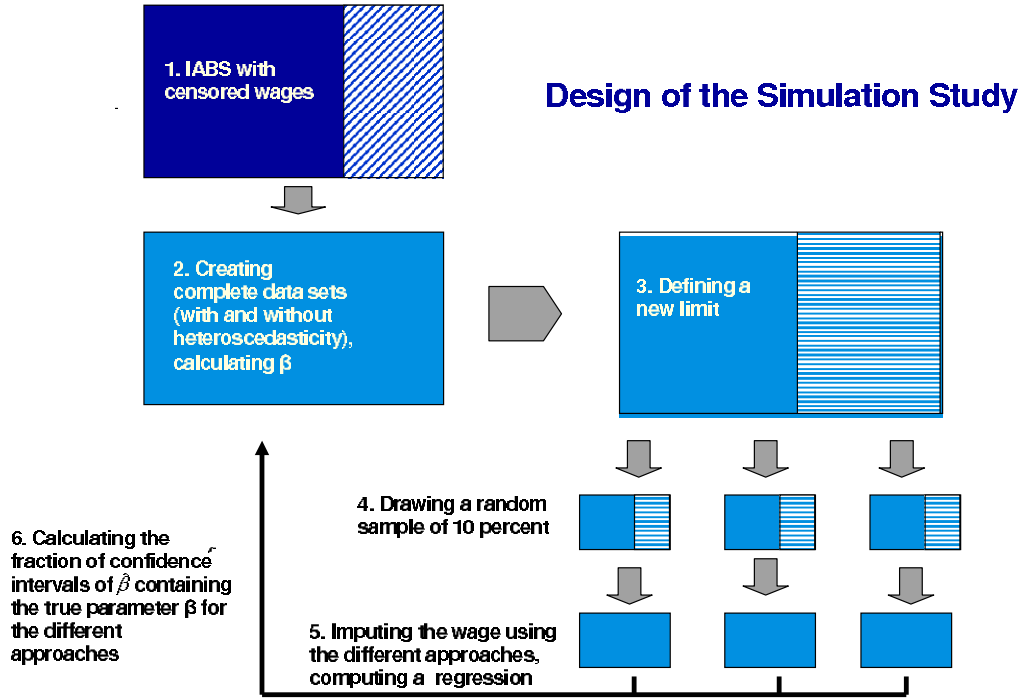 1. IABS with
censored wages
Design of the Simulation Study
2. Creating
complete data sets
(with and without
heteroscedasticity),
calculating β
3. Defining a
new limit
4. Drawing a random
sample of 10 percent
5. Imputing the wage using
the different approaches,
computing a regression
6. Calculating the
fraction of confidence
intervals of β̂ containing
the true parameter β for
the different
approaches